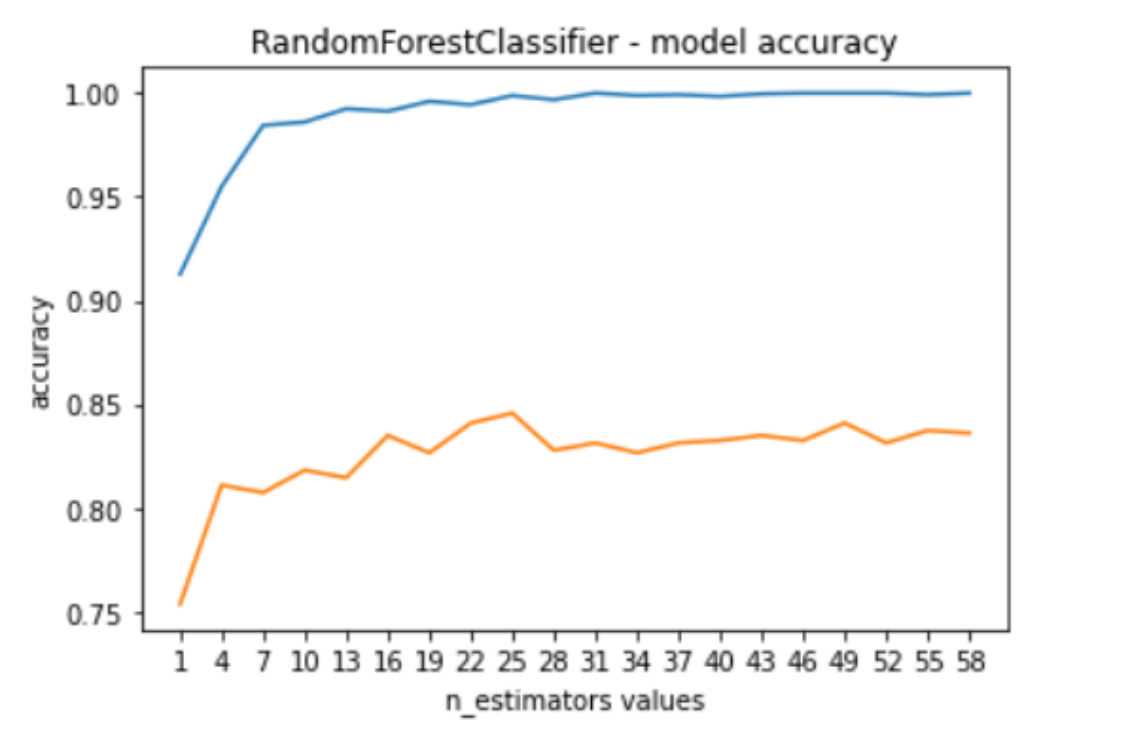 RandomForestClassifier - model accuracy
1.00
0.95
0.90
0.85
0.80
0.75
accuracy
1 4 7 10 13 16 19 22 25 28 31 34 37 40 43 46 49 52 55 58
n_estimators values